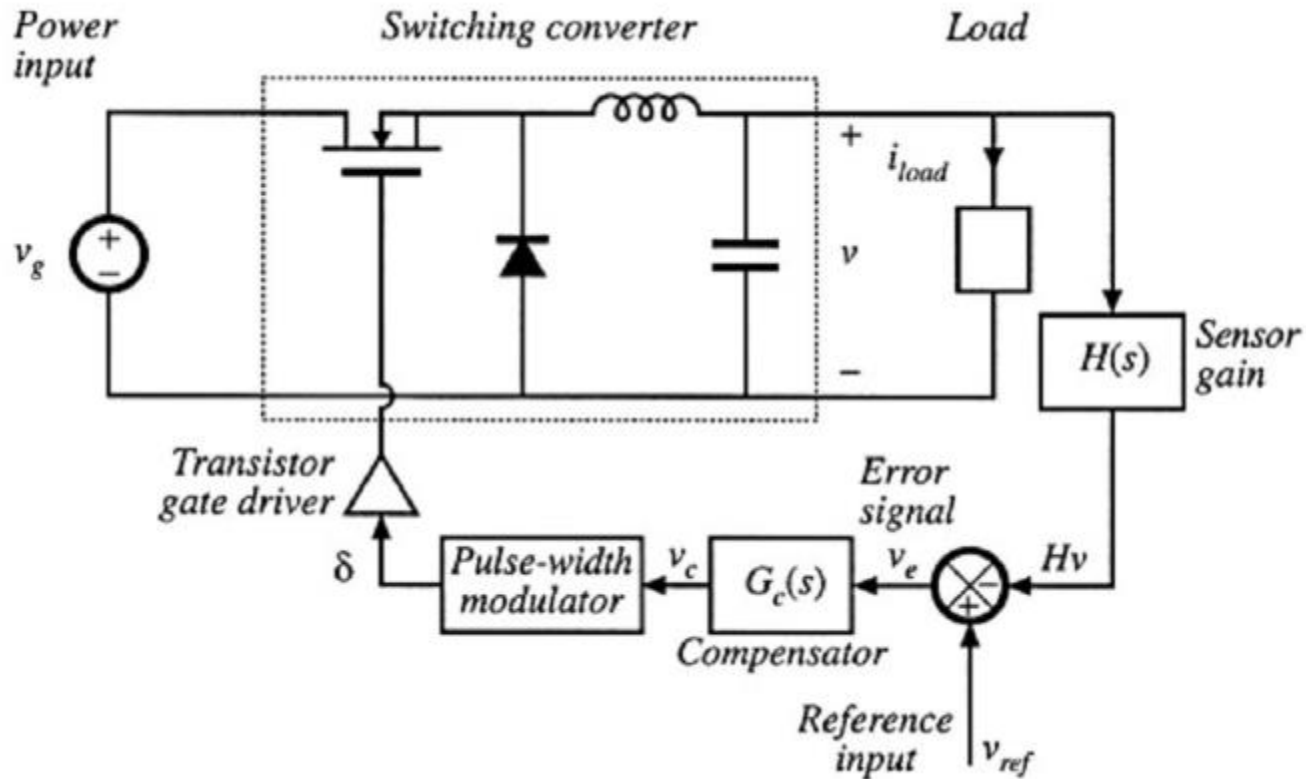 Power
input
Switching converter
Load
+
i_load
v_g
+
−
v
−
H(s)
Sensor
gain
Transistor
gate driver
δ
Pulse-width
modulator
v_c
G_c(s)
Compensator
Error
signal
v_e
−
+
Hv
Reference
input
v_ref